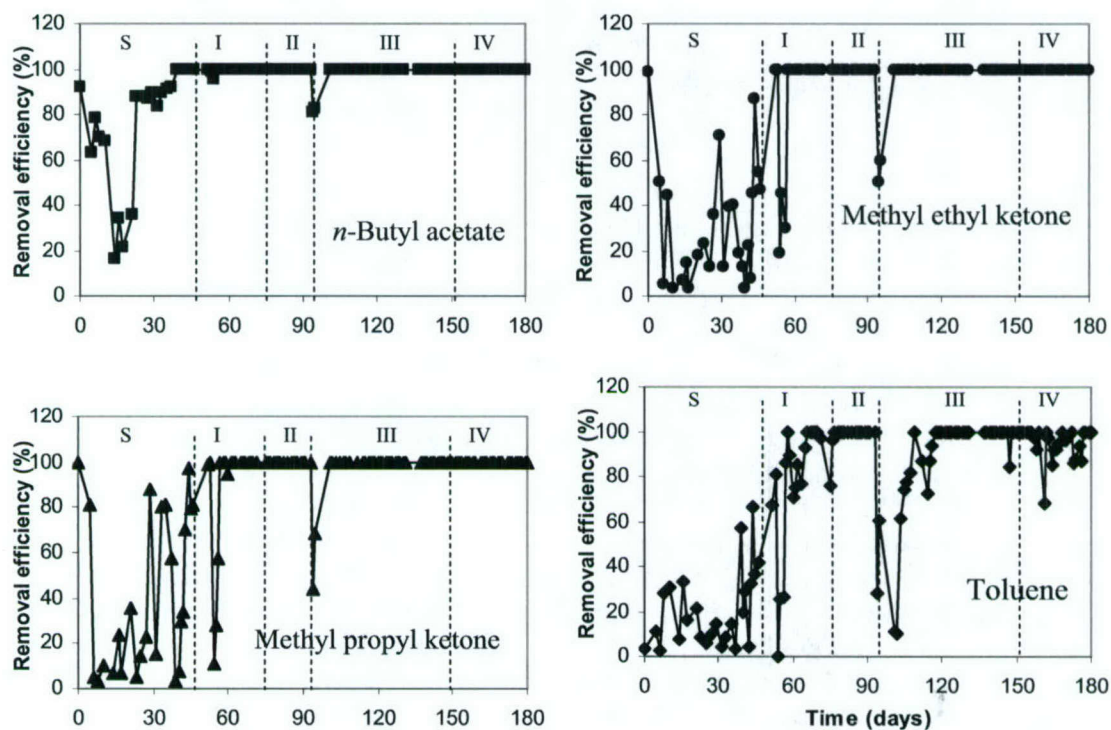 120
100
80
60
40
20
0
Removal efficiency (%)
S I II III IV
n-Butyl acetate
0 30 60 90 120 150 180
120
100
80
60
40
20
0
Removal efficiency (%)
S I II III IV
Methyl ethyl ketone
0 30 60 90 120 150 180
120
100
80
60
40
20
0
Removal efficiency (%)
S I II III IV
Methyl propyl ketone
0 30 60 90 120 150 180
120
100
80
60
40
20
0
Removal efficiency (%)
S I II III IV
Toluene
0 30 60 90 120 150 180
Time (days)